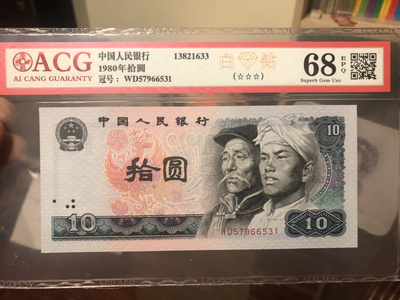 ACG
AI CANG GUARANTY
中国人民银行
1980年拾圆
冠号: WD57966531
13821633
白 钻
(☆☆☆)
68 EPQ
Superb Gem Unc
中国人民银行
10
拾圆
10
10
WD57966531